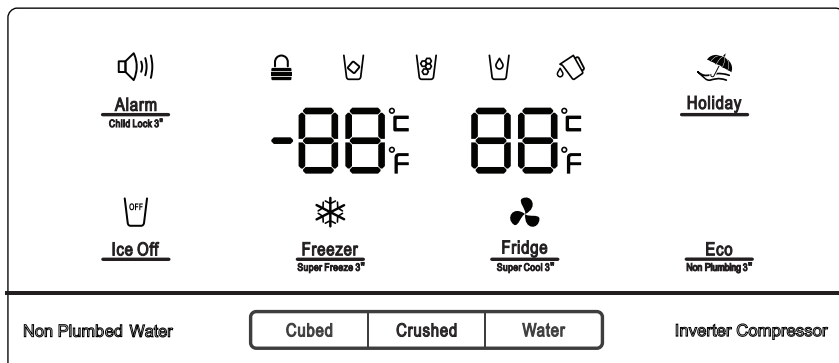 Alarm
Child Lock 3"
-88 °C °F
88 °C °F
Holiday
OFF
Ice Off
Freezer
Super Freeze 3"
Fridge
Super Cool 3"
Eco
Non Plumbing 3"
Non Plumbed Water
Cubed
Crushed
Water
Inverter Compressor